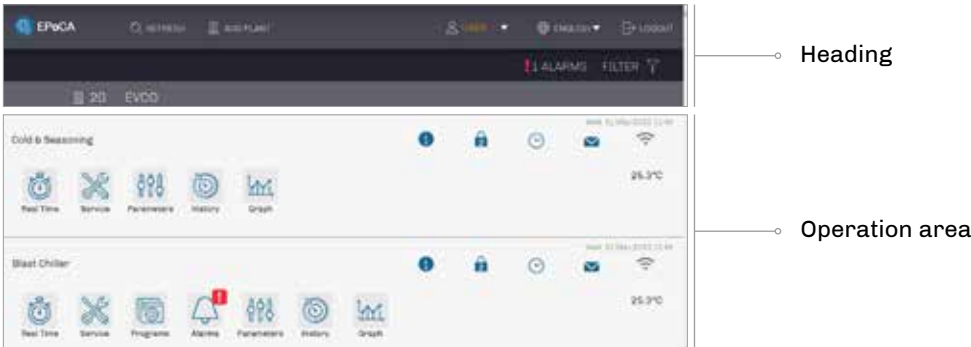 EPoCA REFRESH ADD PLANT USER ENGLISH LOGOUT
! 1 ALARMS FILTER
20 EVCO
Heading
Cold & Seasoning
25.3°C
Real Time Service Parameters History Graph
Operation area
Blast Chiller
25.3°C
Real Time Service Programs Alarms Parameters History Graph